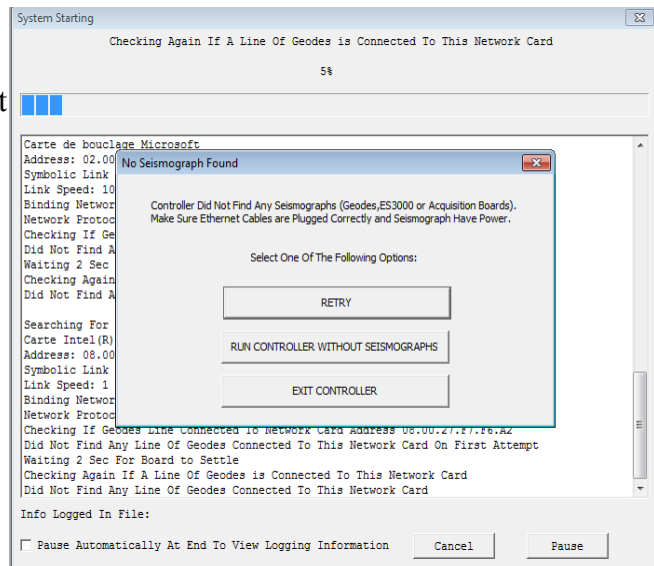 System Starting
Checking Again If A Line Of Geodes is Connected To This Network Card
5%
t
Carte de bouclage Microsoft
Address: 02.00
Symbolic Link
Link Speed: 10
Binding Networ
Network Protoc
Checking If Ge
Did Not Find A
Waiting 2 Sec
Checking Again
Did Not Find A
Searching For
Carte Intel(R)
Address: 08.00
Symbolic Link
Link Speed: 1
Binding Networ
Network Protoc
Checking If Geodes Line Connected To Network Card Address 08.00.27.F7.F6.A2
Did Not Find Any Line Of Geodes Connected To This Network Card On First Attempt
Waiting 2 Sec For Board to Settle
Checking Again If A Line Of Geodes is Connected To This Network Card
Did Not Find Any Line Of Geodes Connected To This Network Card
No Seismograph Found
Controller Did Not Find Any Seismographs (Geodes,ES3000 or Acquisition Boards).
Make Sure Ethernet Cables are Plugged Correctly and Seismograph Have Power.
Select One Of The Following Options:
RETRY
RUN CONTROLLER WITHOUT SEISMOGRAPHS
EXIT CONTROLLER
Info Logged In File:
Pause Automatically At End To View Logging Information
Cancel
Pause